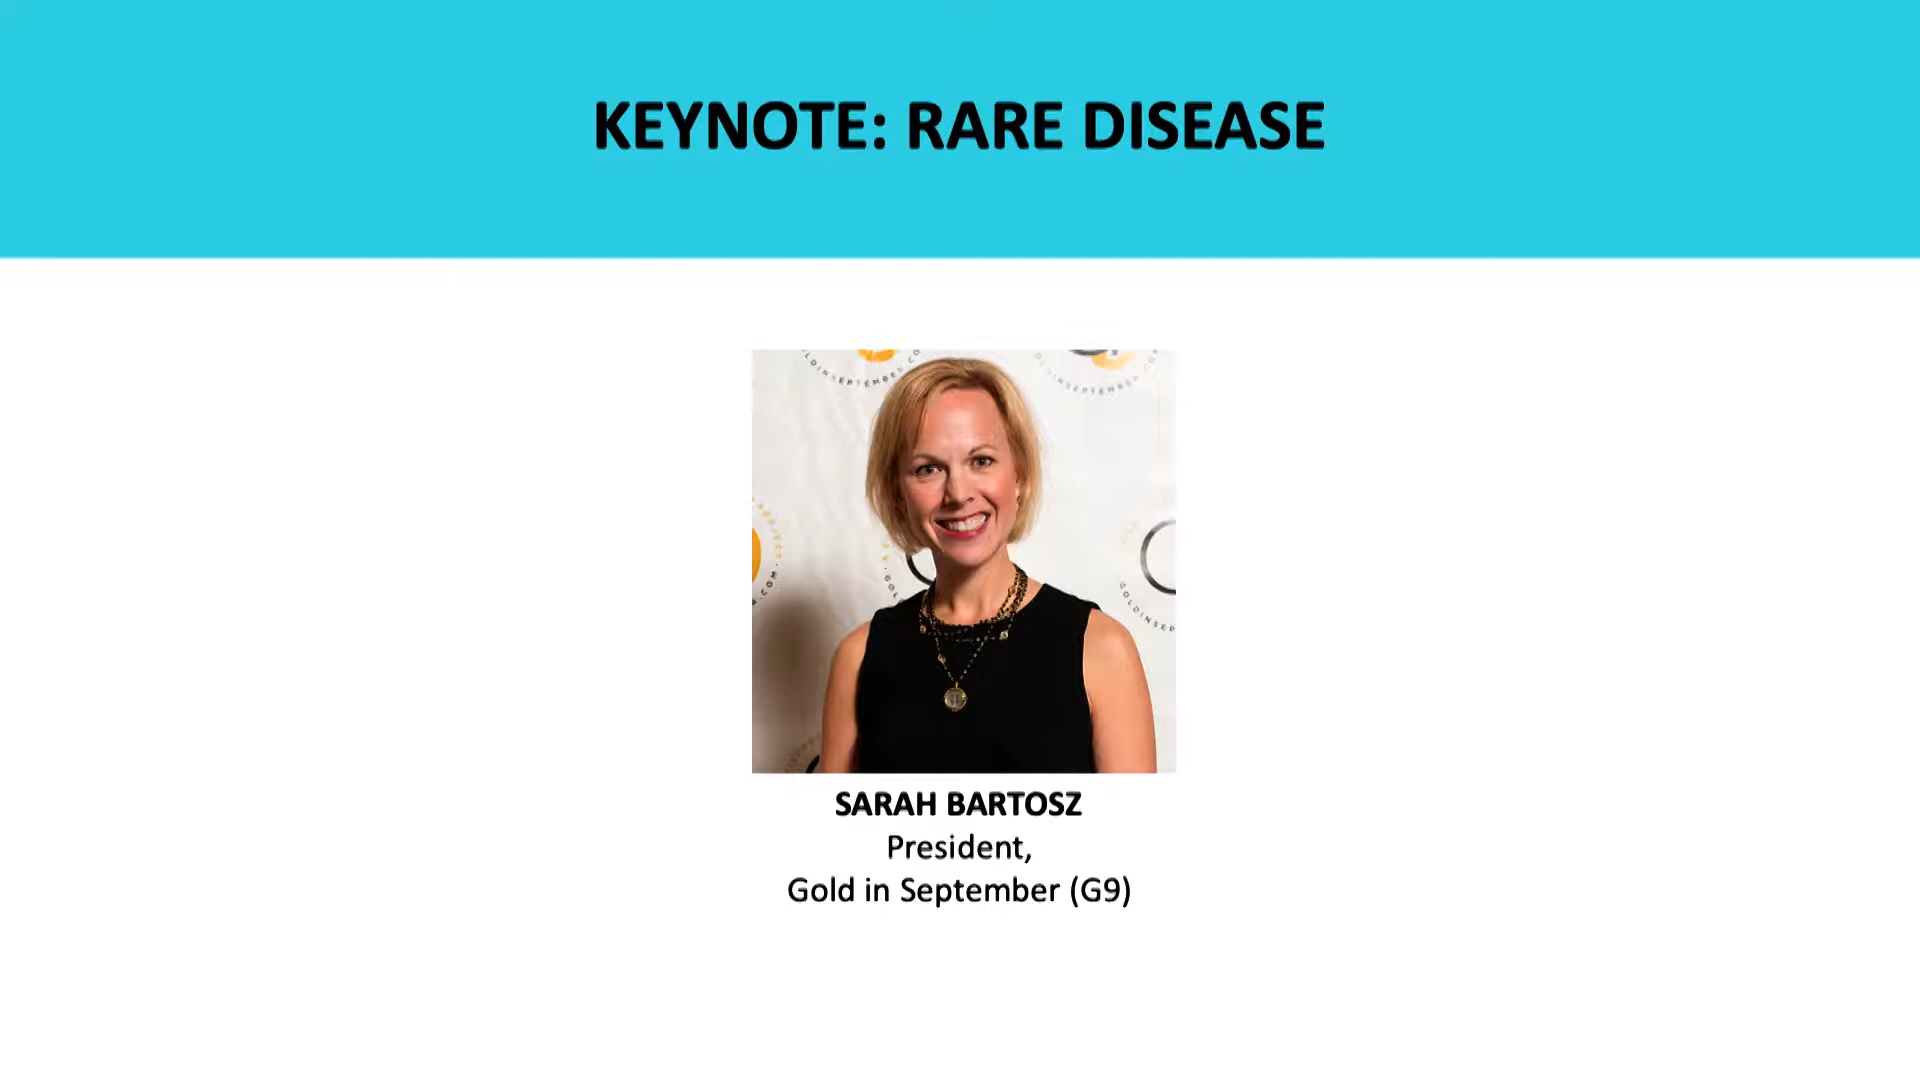 KEYNOTE: RARE DISEASE
SARAH BARTOSZ
President,
Gold in September (G9)